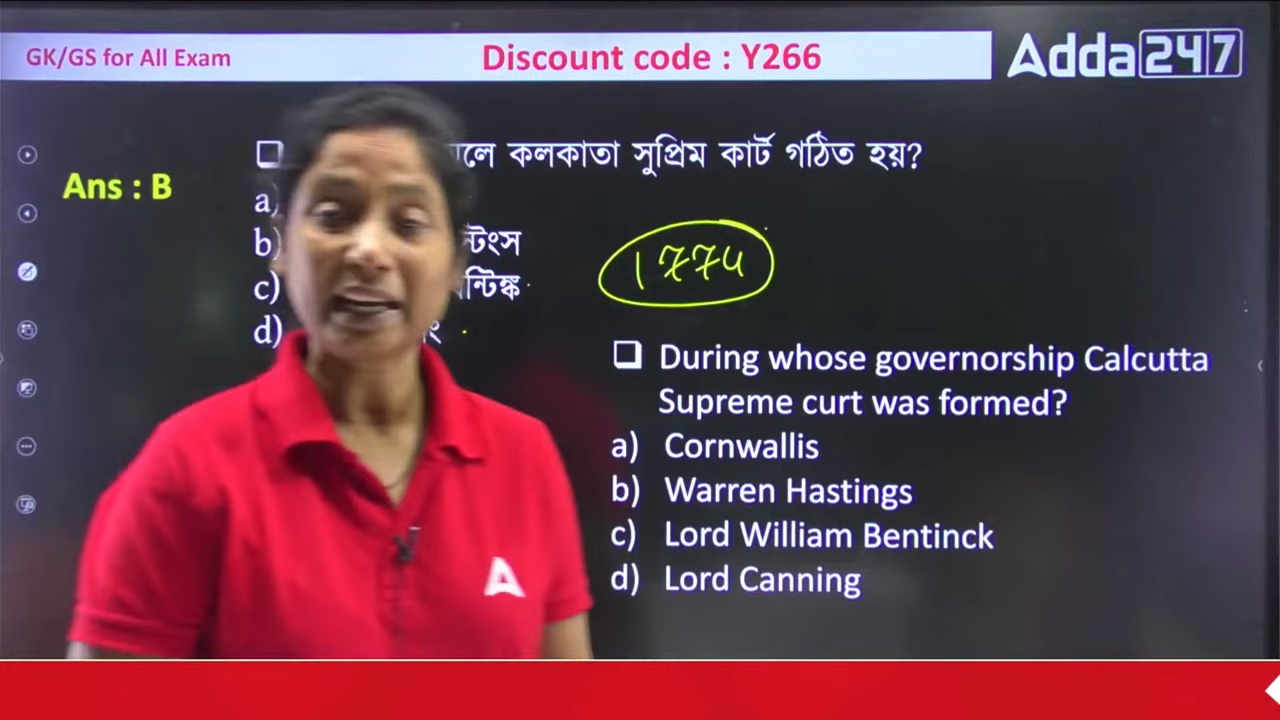 GK/GS for All Exam
Discount code : Y266
Adda247
Ans : B
কলকাতা সুপ্রিম কার্ট গঠিত হয়?
a)
b)
c)
d)
1774
During whose governorship Calcutta
Supreme curt was formed?
a) Cornwallis
b) Warren Hastings
c) Lord William Bentinck
d) Lord Canning